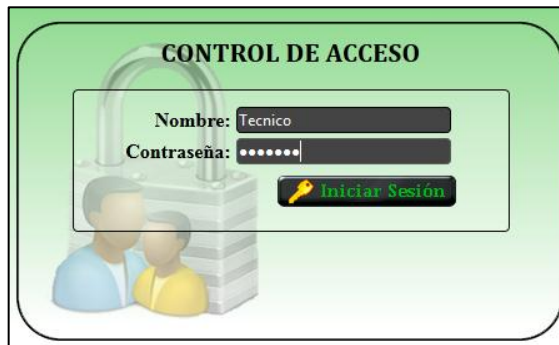 CONTROL DE ACCESO
Nombre: Tecnico
Contraseña: •••••••
Iniciar Sesión